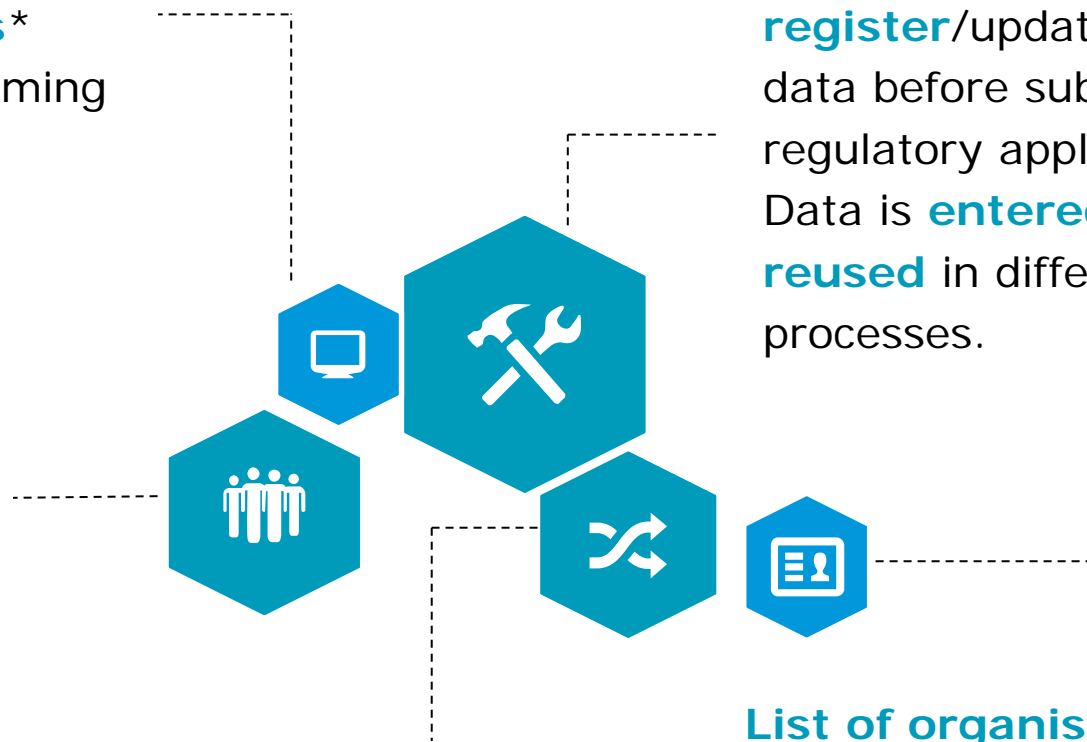 s*
ming
register/updat
data before sub
regulatory appl
Data is entered
reused in diffe
processes.
List of organis